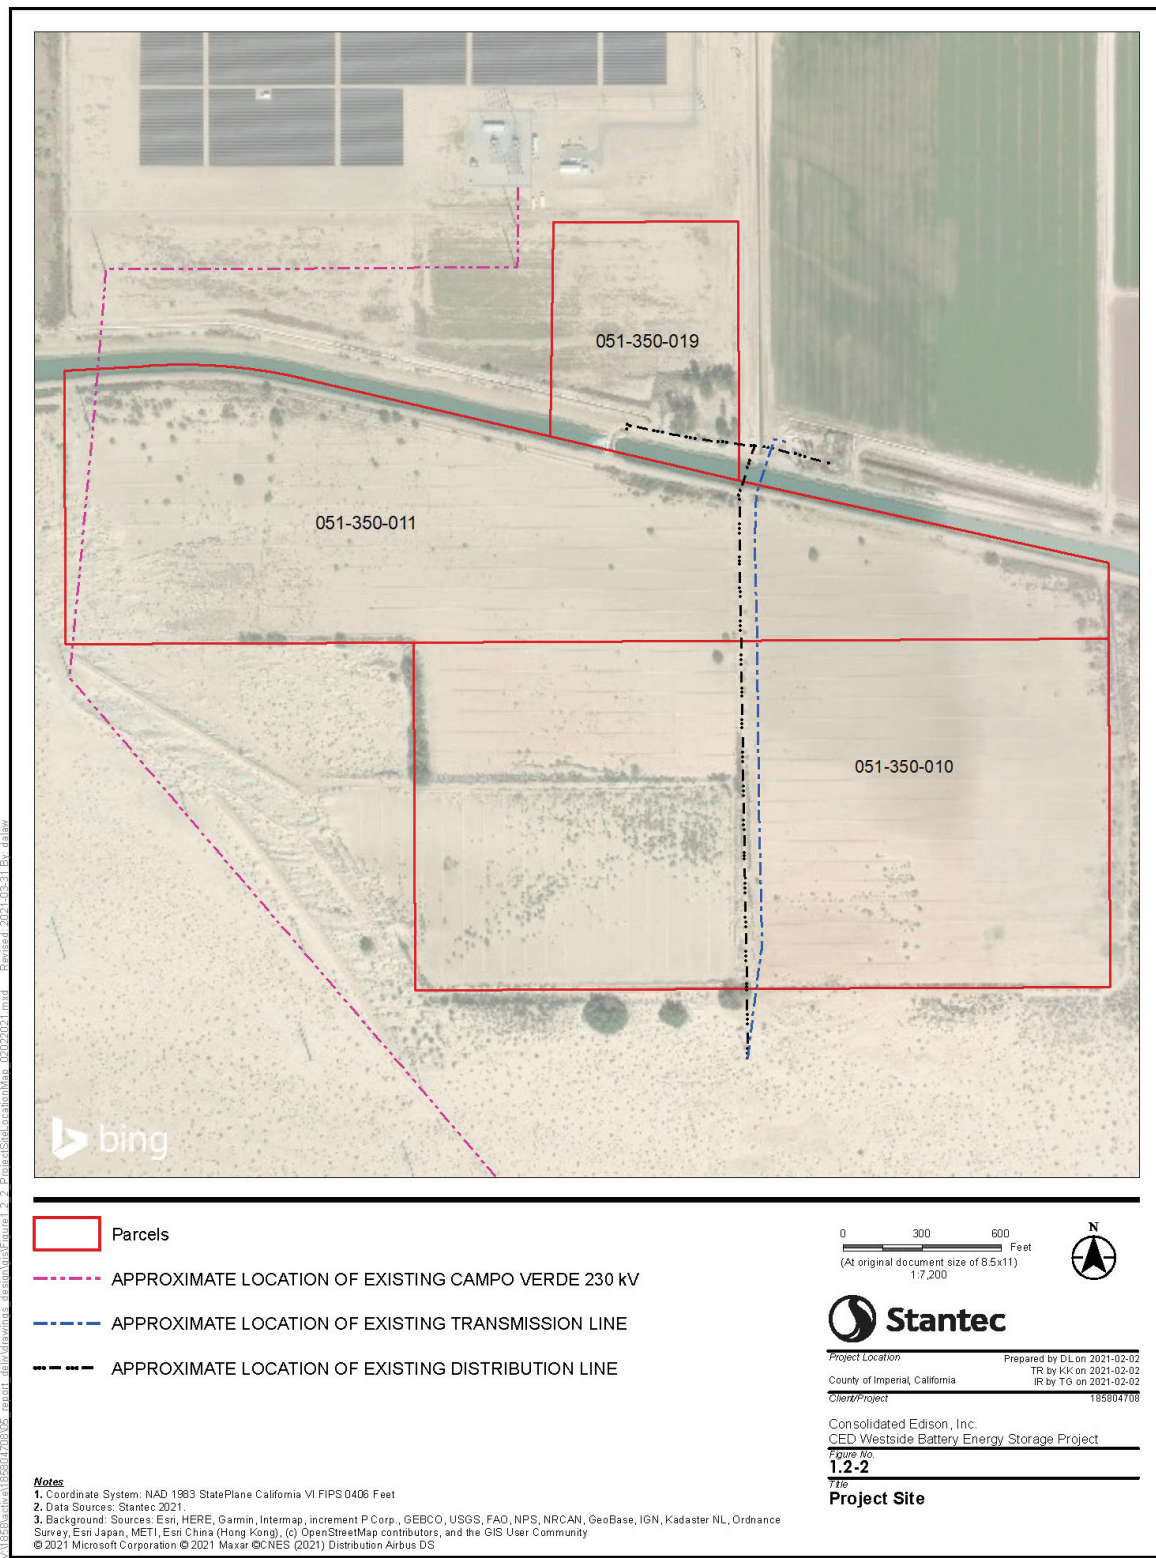 051-350-019
051-350-011
051-350-010
bing
Parcels
APPROXIMATE LOCATION OF EXISTING CAMPO VERDE 230 kV
APPROXIMATE LOCATION OF EXISTING TRANSMISSION LINE
APPROXIMATE LOCATION OF EXISTING DISTRIBUTION LINE
0 300 600
Feet
(At original document size of 8.5x11)
1:7,200
N
Stantec
Project Location
County of Imperial, California
Prepared by DL on 2021-02-02
TR by KK on 2021-02-02
IR by TG on 2021-02-02
Client/Project
185804708
Consolidated Edison, Inc.
CED Westside Battery Energy Storage Project
Figure No.
1.2-2
Title
Project Site
Notes
1. Coordinate System: NAD 1983 StatePlane California VI FIPS 0406 Feet
2. Data Sources: Stantec 2021.
3. Background: Sources: Esri, HERE, Garmin, Intermap, increment P Corp., GEBCO, USGS, FAO, NPS, NRCAN, GeoBase, IGN, Kadaster NL, Ordnance
Survey, Esri Japan, METI, Esri China (Hong Kong), (c) OpenStreetMap contributors, and the GIS User Community
© 2021 Microsoft Corporation © 2021 Maxar ©CNES (2021) Distribution Airbus DS
Revised: 2021-03-31 By: dalaw